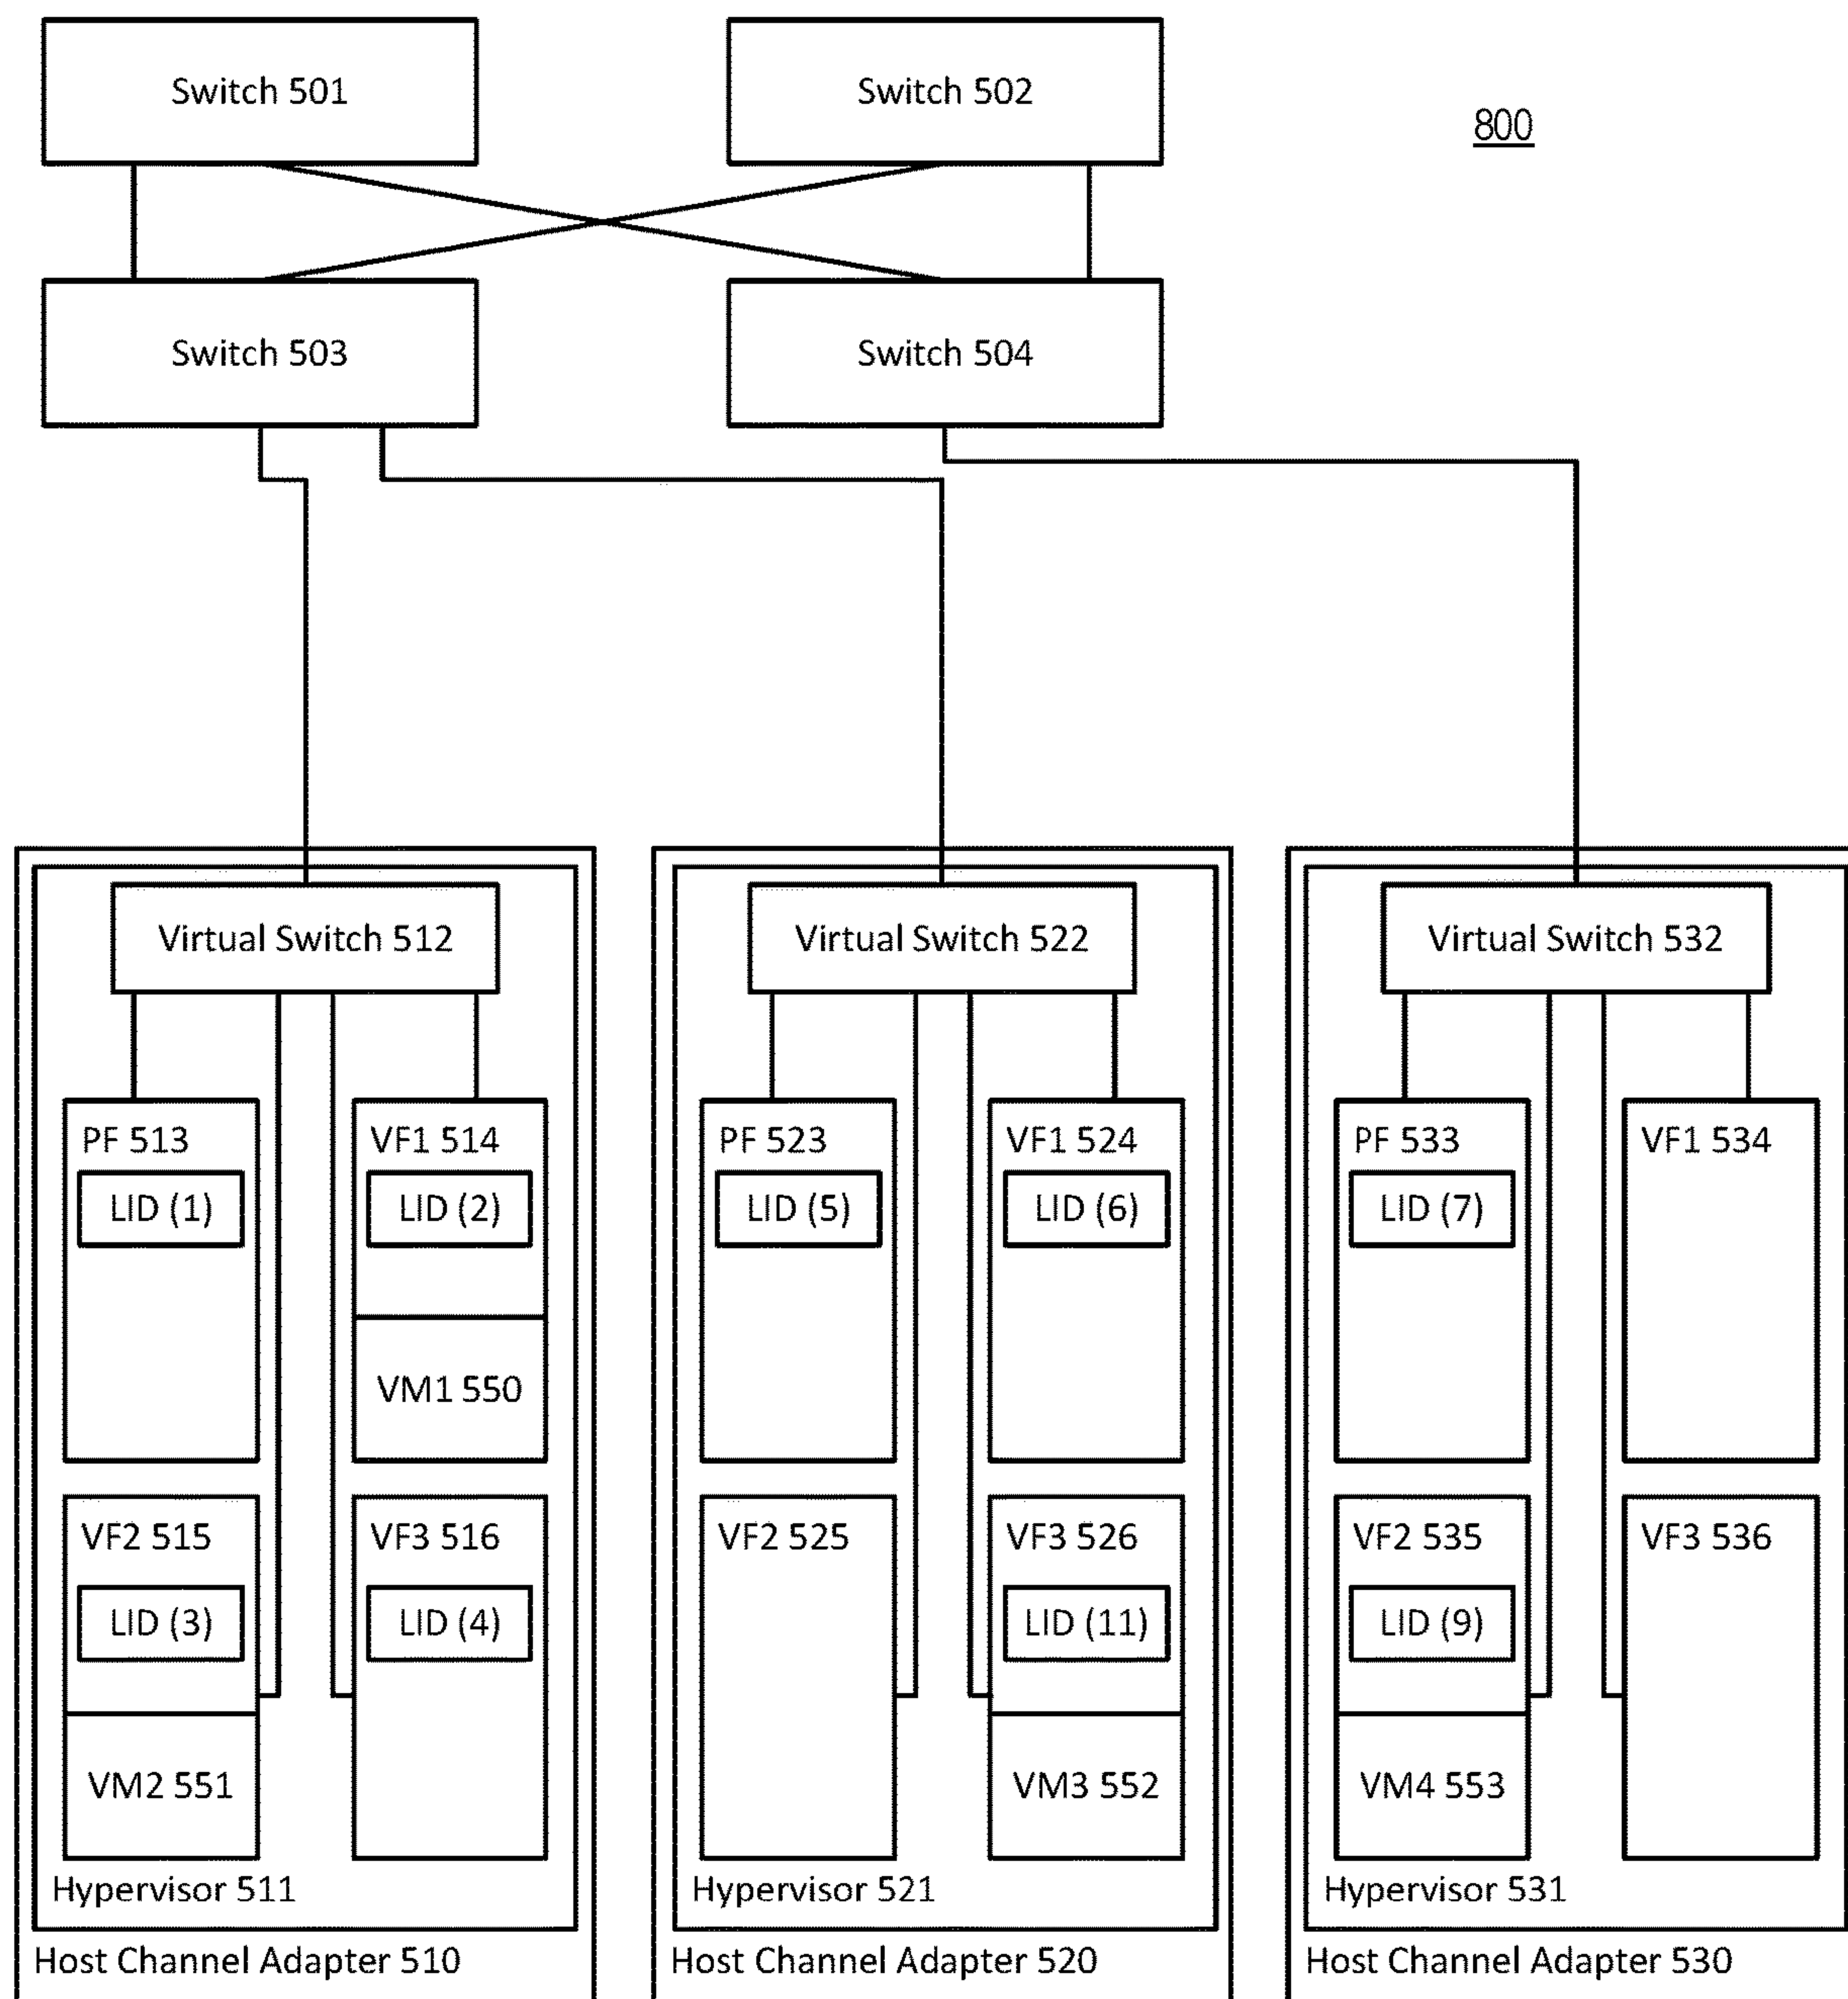 Switch 501
Switch 502
800
Switch 503
Switch 504
Virtual Switch 512
Virtual Switch 522
Virtual Switch 532
PF 513
LID (1)
VF1 514
LID (2)
VM1 550
PF 523
LID (5)
VF1 524
LID (6)
PF 533
LID (7)
VF1 534
VF2 515
LID (3)
VM2 551
VF3 516
LID (4)
VF2 525
VF3 526
LID (11)
VM3 552
VF2 535
LID (9)
VM4 553
VF3 536
Hypervisor 511
Hypervisor 521
Hypervisor 531
Host Channel Adapter 510
Host Channel Adapter 520
Host Channel Adapter 530